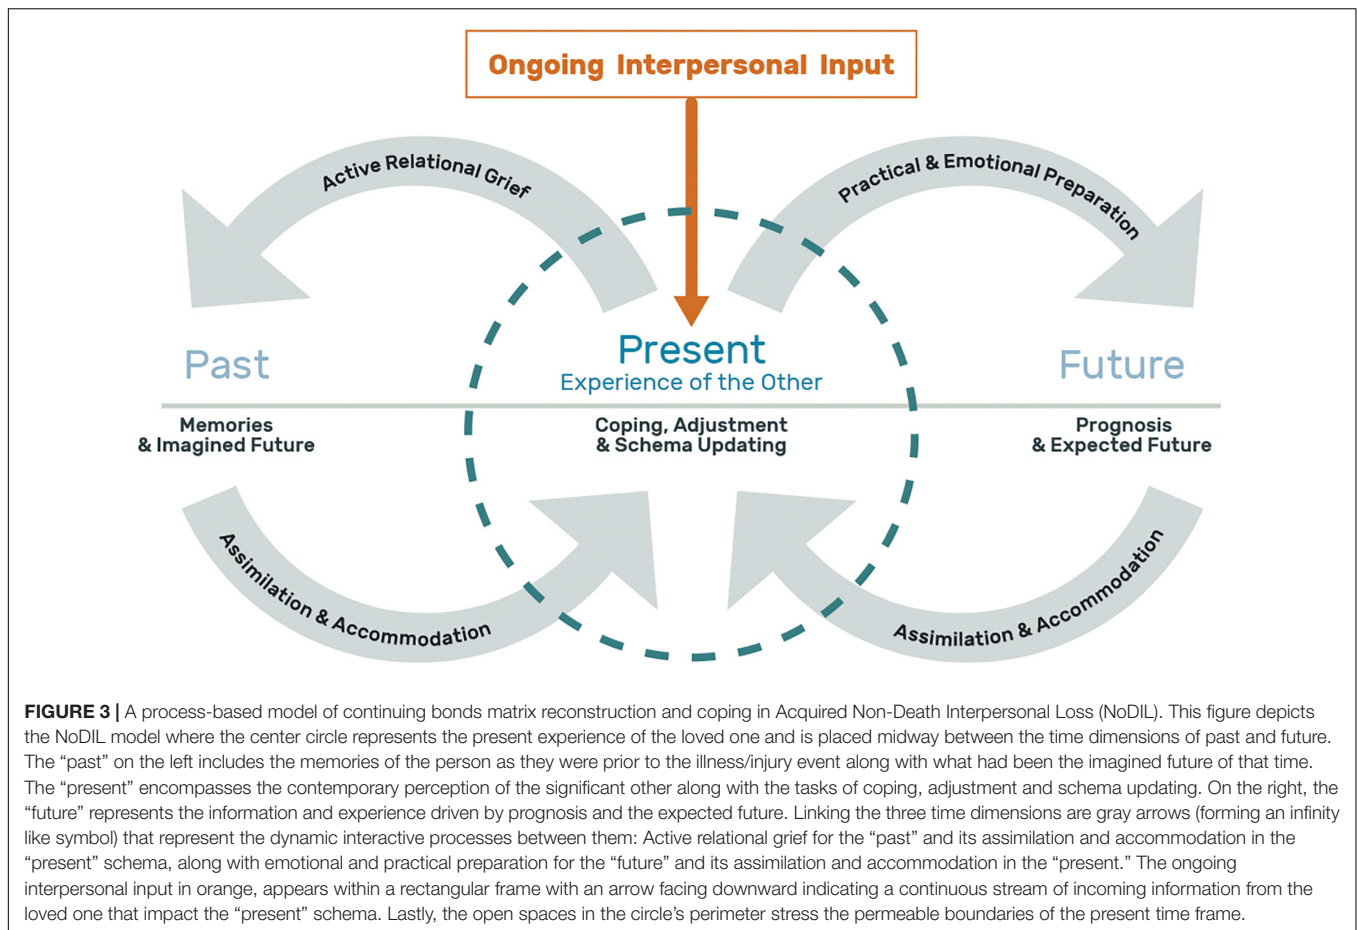 Ongoing Interpersonal Input
Active Relational Grief
Practical & Emotional Preparation
Past
Present
Experience of the Other
Future
Memories
& Imagined Future
Coping, Adjustment
& Schema Updating
Prognosis
& Expected Future
Assimilation & Accommodation
Assimilation & Accommodation
FIGURE 3 | A process-based model of continuing bonds matrix reconstruction and coping in Acquired Non-Death Interpersonal Loss (NoDIL). This figure depicts
the NoDIL model where the center circle represents the present experience of the loved one and is placed midway between the time dimensions of past and future.
The “past” on the left includes the memories of the person as they were prior to the illness/injury event along with what had been the imagined future of that time.
The “present” encompasses the contemporary perception of the significant other along with the tasks of coping, adjustment and schema updating. On the right, the
“future” represents the information and experience driven by prognosis and the expected future. Linking the three time dimensions are gray arrows (forming an infinity
like symbol) that represent the dynamic interactive processes between them: Active relational grief for the “past” and its assimilation and accommodation in the
“present” schema, along with emotional and practical preparation for the “future” and its assimilation and accommodation in the “present.” The ongoing
interpersonal input in orange, appears within a rectangular frame with an arrow facing downward indicating a continuous stream of incoming information from the
loved one that impact the “present” schema. Lastly, the open spaces in the circle’s perimeter stress the permeable boundaries of the present time frame.